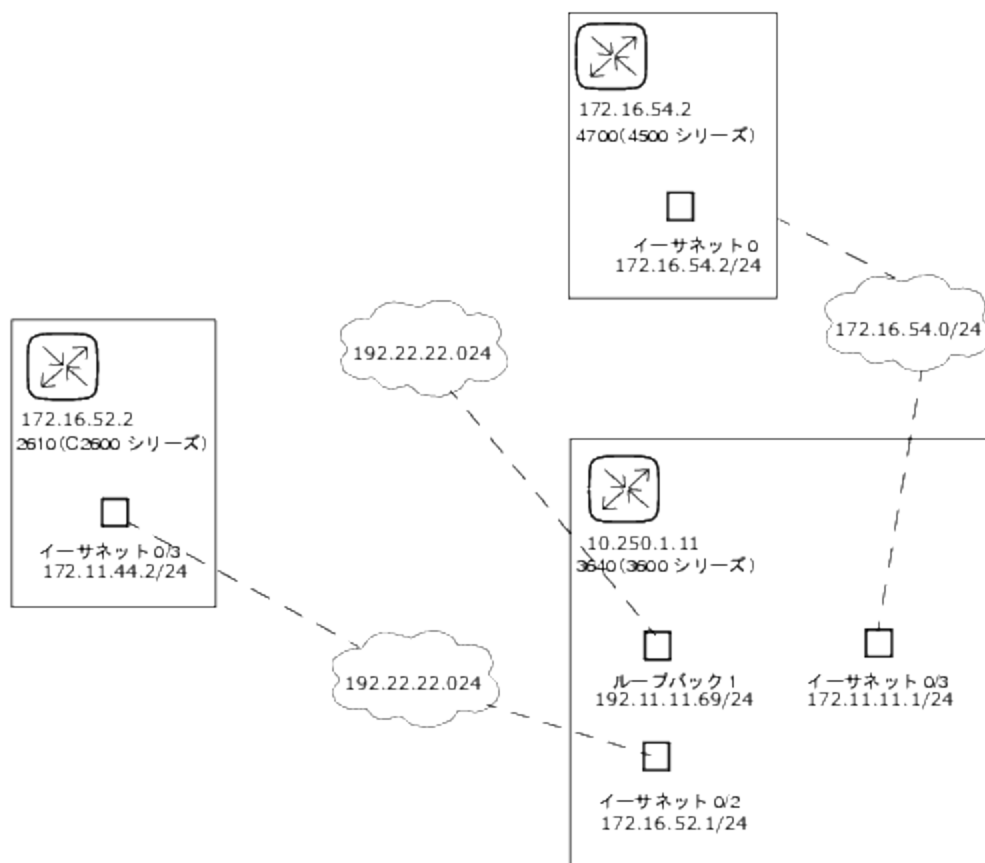 172.16.54.2
4700(4500 シリーズ)
イーサネット0
172.16.54.2/24
172.16.54.0/24
192.22.22.024
172.16.52.2
2610(C2600 シリーズ)
イーサネット 0/3
172.11.44.2/24
10.250.1.11
3640(3600 シリーズ)
192.22.22.024
ループバック 1
192.11.11.69/24
イーサネット 0/3
172.11.11.1/24
イーサネット 0/2
172.16.52.1/24